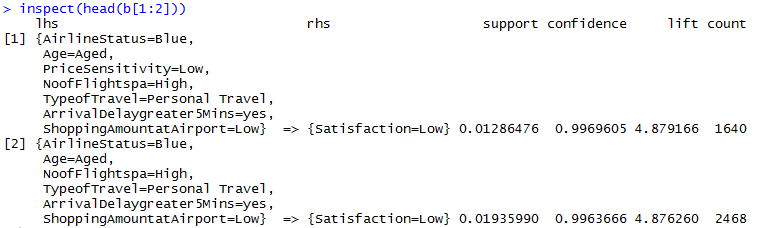 > inspect(head(b[1:2]))
lhs rhs support confidence lift count
[1] {AirlineStatus=Blue,
Age=Aged,
PriceSensitivity=Low,
NoofFlightspa=High,
TypeofTravel=Personal Travel,
ArrivalDelaygreater5Mins=yes,
ShoppingAmountatAirport=Low} => {Satisfaction=Low} 0.01286476 0.9969605 4.879166 1640
[2] {AirlineStatus=Blue,
Age=Aged,
NoofFlightspa=High,
TypeofTravel=Personal Travel,
ArrivalDelaygreater5Mins=yes,
ShoppingAmountatAirport=Low} => {Satisfaction=Low} 0.01935990 0.9963666 4.876260 2468